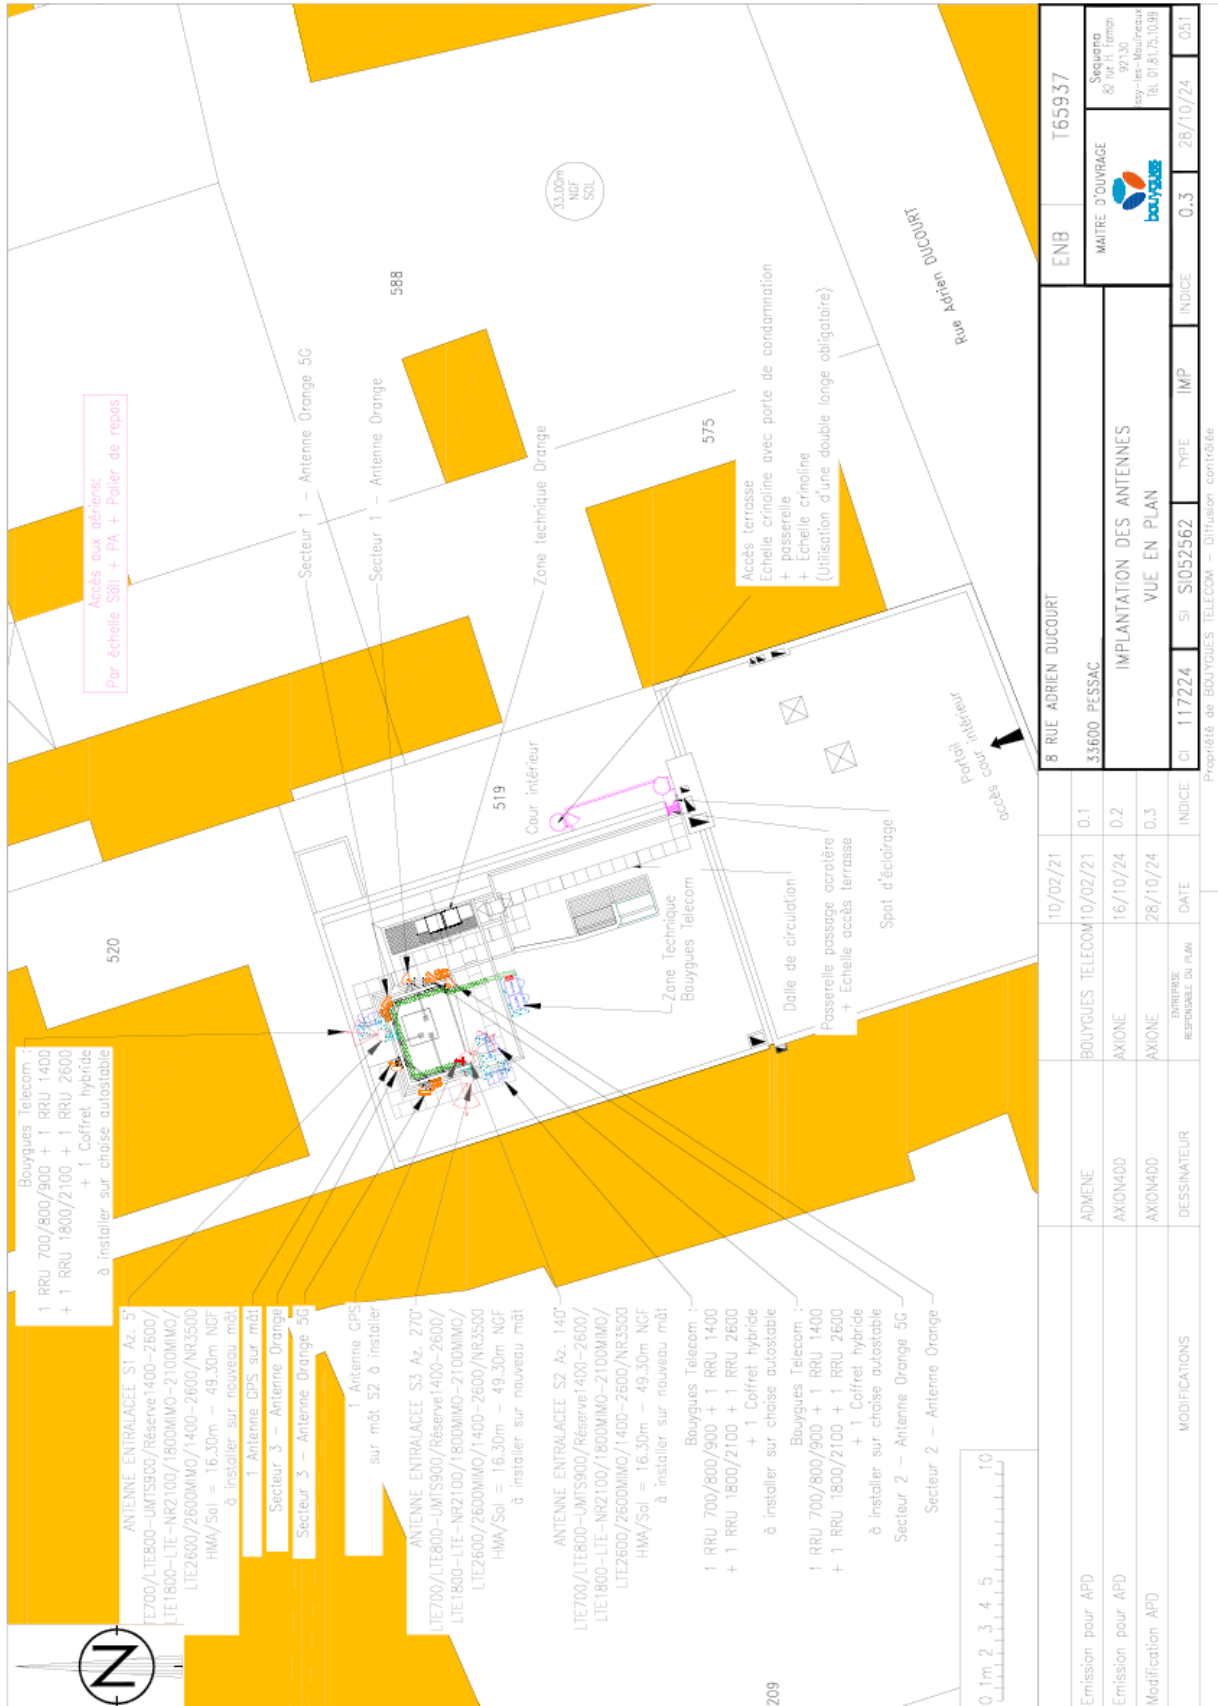 Accès aux aériens:
Par échelle Söll + PA + Palier de repos
Bouygues Telecom :
1 RRU 700/800/900 + 1 RRU 1400
+ 1 RRU 1800/2100 + 1 RRU 2600
+ 1 Coffret hybride
à installer sur chaise autostable
ANTENNE ENTRALACEE S1 Az. 5°
TE700/LTE800-UMTS900/Réserve1400-2600/
LTE1800-LTE-NR2100/1800MIMO-2100MIMO/
LTE2600/2600MIMO/1400-2600/NR3500
HMA/Sol = 16.30m - 49.30m NGF
à installer sur nouveau mât
1 Antenne GPS sur mât
Secteur 3 - Antenne Orange
Secteur 3 - Antenne Orange 5G
1 Antenne GPS
sur mât S2 à installer
ANTENNE ENTRALACEE S3 Az. 270°
LTE700/LTE800-UMTS900/Réserve1400-2600/
LTE1800-LTE-NR2100/1800MIMO-2100MIMO/
LTE2600/2600MIMO/1400-2600/NR3500
HMA/Sol = 16.30m - 49.30m NGF
à installer sur nouveau mât
ANTENNE ENTRALACEE S2 Az. 140°
LTE700/LTE800-UMTS900/Réserve1400-2600/
LTE1800-LTE-NR2100/1800MIMO-2100MIMO/
LTE2600/2600MIMO/1400-2600/NR3500
HMA/Sol = 16.30m - 49.30m NGF
à installer sur nouveau mât
Bouygues Telecom :
1 RRU 700/800/900 + 1 RRU 1400
+ 1 RRU 1800/2100 + 1 RRU 2600
+ 1 Coffret hybride
à installer sur chaise autostable
Bouygues Telecom :
1 RRU 700/800/900 + 1 RRU 1400
+ 1 RRU 1800/2100 + 1 RRU 2600
+ 1 Coffret hybride
à installer sur chaise autostable
Secteur 2 - Antenne Orange 5G
Secteur 2 - Antenne Orange
Secteur 1 - Antenne Orange 5G
Secteur 1 - Antenne Orange
Zone technique Orange
588
520
519
575
209
33.00m
NGF
SOL
Cour intérieur
Accès terrasse
Echelle crinoline avec porte de condamnation
+ passerelle
+ Echelle crinoline
(Utilisation d'une double longe obligatoire)
Zone Technique
Bouygues Telecom
Dalle de circulation
Passerelle passage acrotère
+ Echelle accès terrasse
Spot d'éclairage
Portail
accès cour intérieur
Rue Adrien DUCOURT
N
0 1m 2 3 4 5 10
10/02/21
Emission pour APD ADMENE BOUYGUES TELECOM 10/02/21 0.1
Emission pour APD AXION400 AXIONE 16/10/24 0.2
Modification APD AXION400 AXIONE 28/10/24 0.3
MODIFICATIONS DESSINATEUR ENTREPRISE RESPONSABLE DU PLAN DATE INDICE
8 RUE ADRIEN DUCOURT
33600 PESSAC
ENB T65937
IMPLANTATION DES ANTENNES
VUE EN PLAN
MAITRE D'OUVRAGE
bouygues
Sequana
82 rue H. Farman
92130
Issy-les-Moulineaux
Tél. 01.81.75.10.99
CI 117224 SI SI052562 TYPE IMP INDICE 0.3 28/10/24 051
Propriété de BOUYGUES TELECOM - Diffusion contrôlée